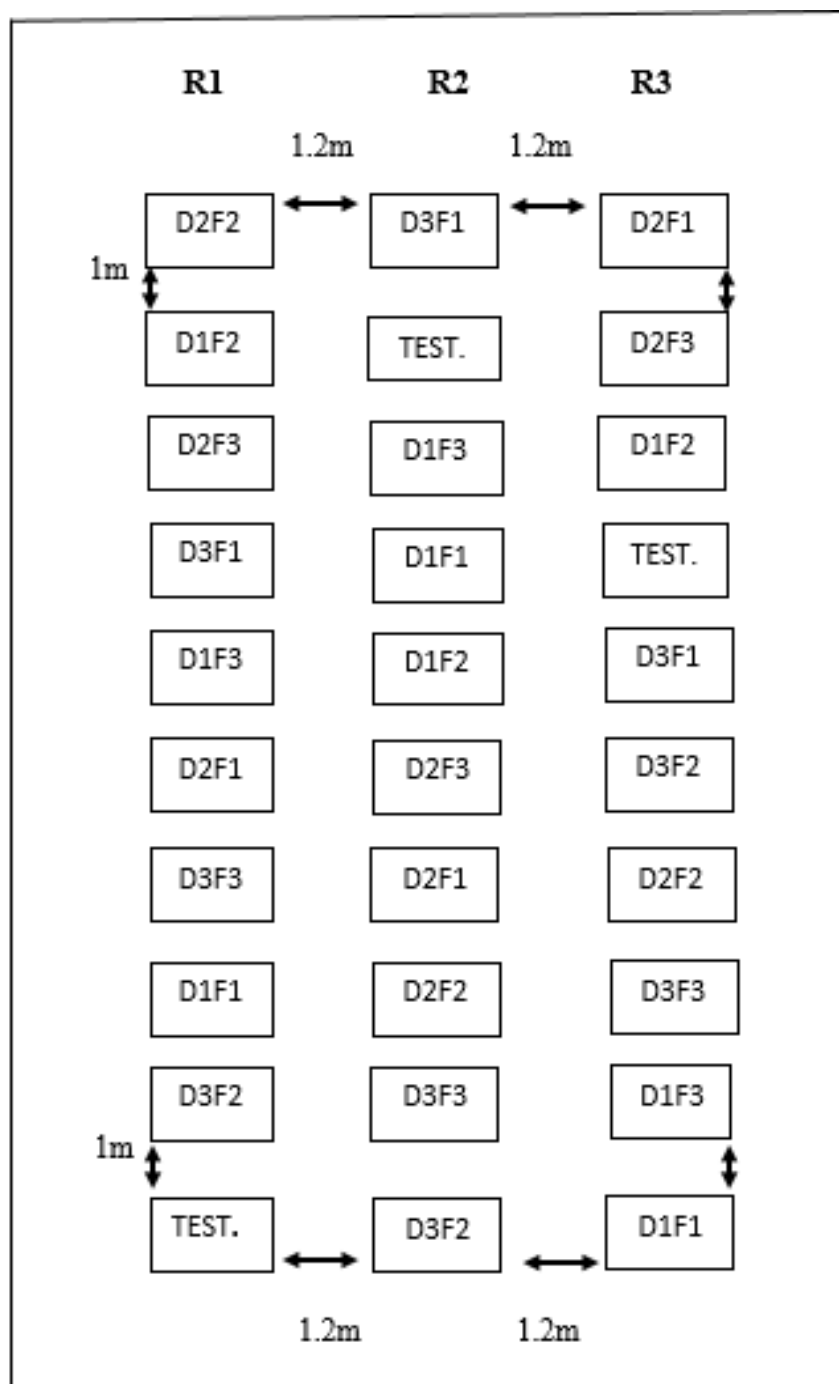 R1 R2 R3
1.2m 1.2m
D2F2 D3F1 D2F1
1m
D1F2 TEST. D2F3
D2F3 D1F3 D1F2
D3F1 D1F1 TEST.
D1F3 D1F2 D3F1
D2F1 D2F3 D3F2
D3F3 D2F1 D2F2
D1F1 D2F2 D3F3
D3F2 D3F3 D1F3
1m
TEST. D3F2 D1F1
1.2m 1.2m